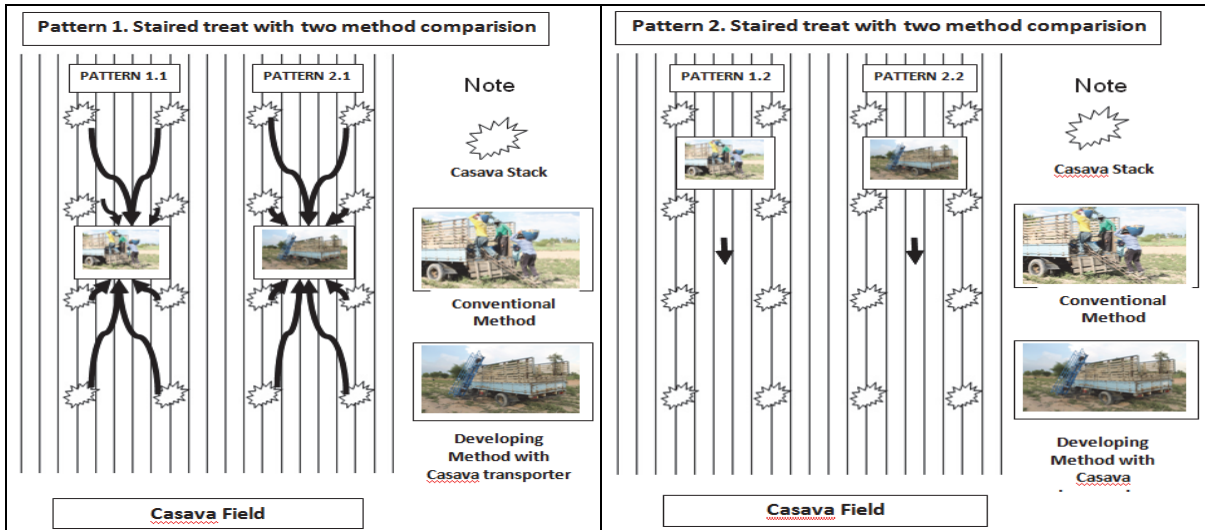 Pattern 1. Staired treat with two method comparision
PATTERN 1.1
PATTERN 2.1
Note
Casava Stack
Conventional
Method
Developing
Method with
Casava transporter
Casava Field
Pattern 2. Staired treat with two method comparision
PATTERN 1.2
PATTERN 2.2
Note
Casava Stack
Conventional
Method
Developing
Method with
Casava
Casava Field